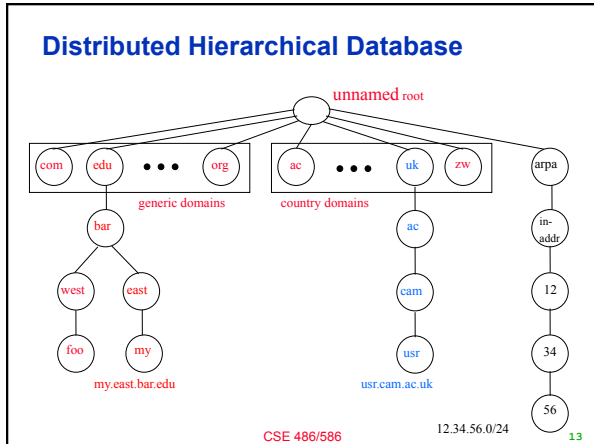 Distributed Hierarchical Database
unnamed root
com edu • • • org ac • • • uk zw arpa
generic domains country domains
bar ac in-
addr
west east cam 12
foo my usr 34
my.east.bar.edu usr.cam.ac.uk
56
12.34.56.0/24
CSE 486/586 13